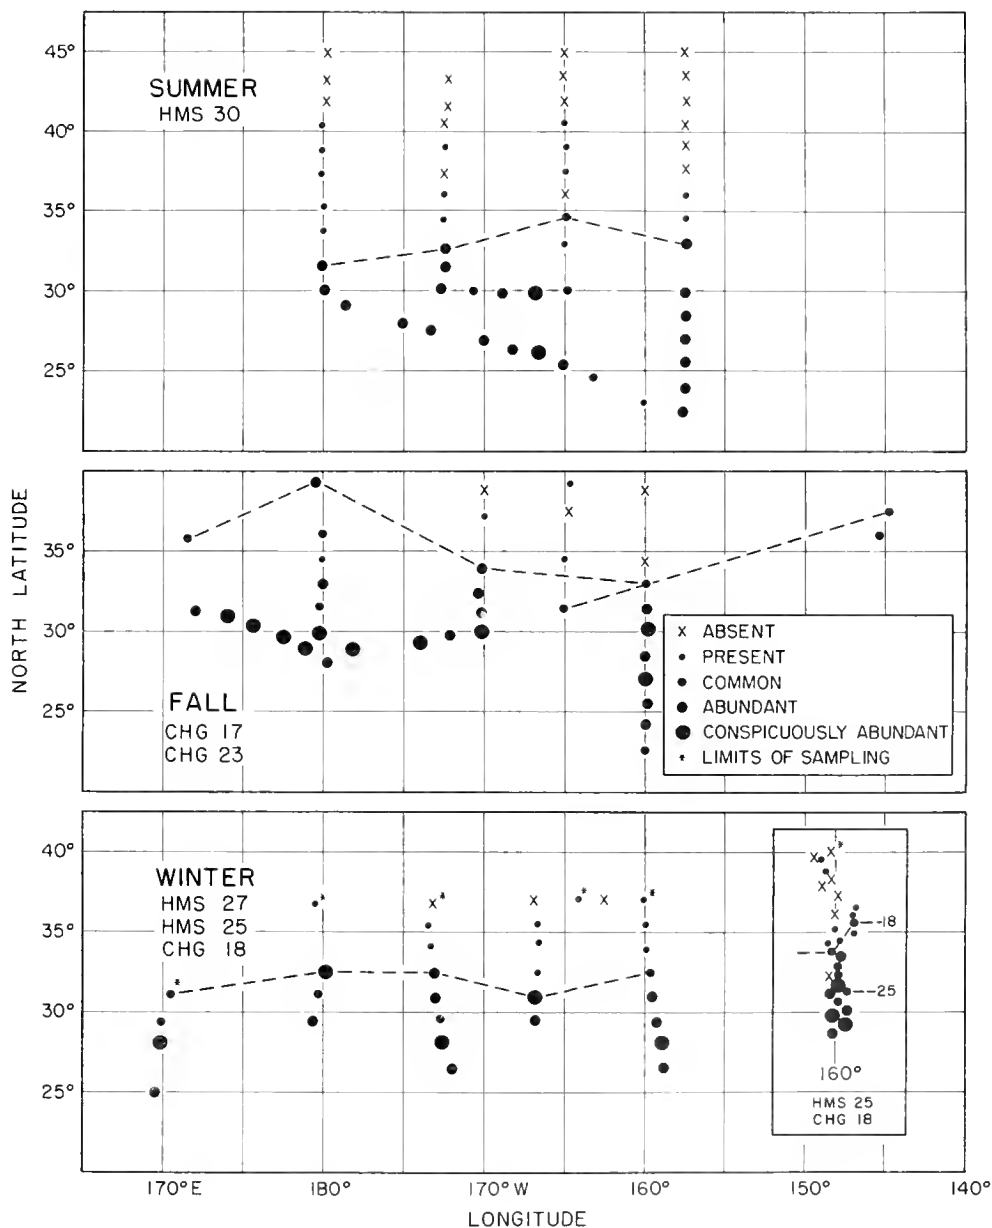 45°
SUMMER
HMS 30
40°
35°
30°
25°
NORTH LATITUDE
35°
30°
25°
FALL
CHG 17
CHG 23
x ABSENT
• PRESENT
• COMMON
● ABUNDANT
● CONSPICUOUSLY ABUNDANT
* LIMITS OF SAMPLING
40°
WINTER
HMS 27
HMS 25
CHG 18
35°
30°
25°
18
25
160°
HMS 25
CHG 18
170°E 180° 170°W 160° 150° 140°
LONGITUDE